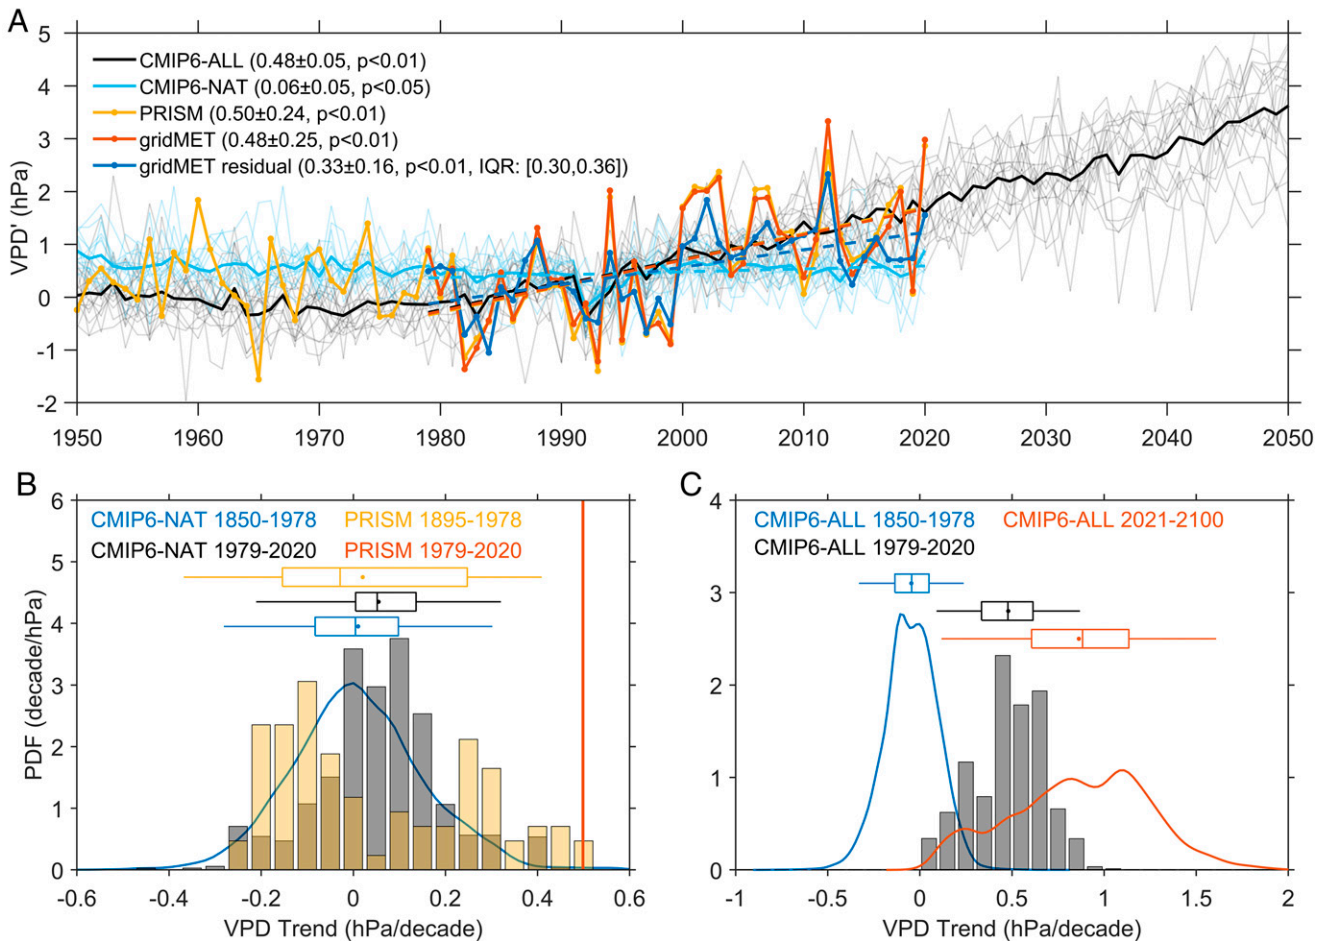 A
5
4
3
2
1
0
-1
-2
VPD' (hPa)
CMIP6-ALL (0.48±0.05, p<0.01)
CMIP6-NAT (0.06±0.05, p<0.05)
PRISM (0.50±0.24, p<0.01)
gridMET (0.48±0.25, p<0.01)
gridMET residual (0.33±0.16, p<0.01, IQR: [0.30,0.36])
1950 1960 1970 1980 1990 2000 2010 2020 2030 2040 2050
B
6
5
4
3
2
1
0
PDF (decade/hPa)
CMIP6-NAT 1850-1978 PRISM 1895-1978
CMIP6-NAT 1979-2020 PRISM 1979-2020
-0.6 -0.4 -0.2 0 0.2 0.4 0.6
VPD Trend (hPa/decade)
C
4
3
2
1
0
CMIP6-ALL 1850-1978 CMIP6-ALL 2021-2100
CMIP6-ALL 1979-2020
-1 -0.5 0 0.5 1 1.5 2
VPD Trend (hPa/decade)